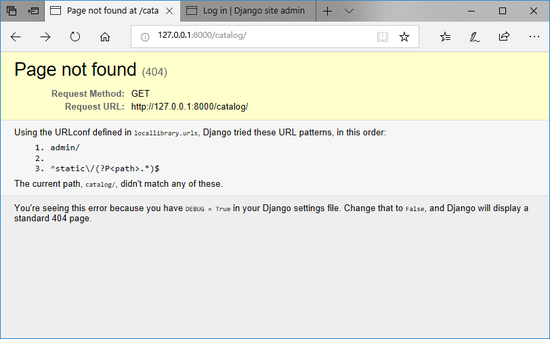 Page not found at /cata
Log in | Django site admin
127.0.0.1:8000/catalog/
Page not found (404)
Request Method: GET
Request URL: http://127.0.0.1:8000/catalog/
Using the URLconf defined in locallibrary.urls, Django tried these URL patterns, in this order:
1. admin/
2.
3. ^static\/(?P<path>.*)$
The current path, catalog/, didn't match any of these.
You're seeing this error because you have DEBUG = True in your Django settings file. Change that to False, and Django will display a
standard 404 page.